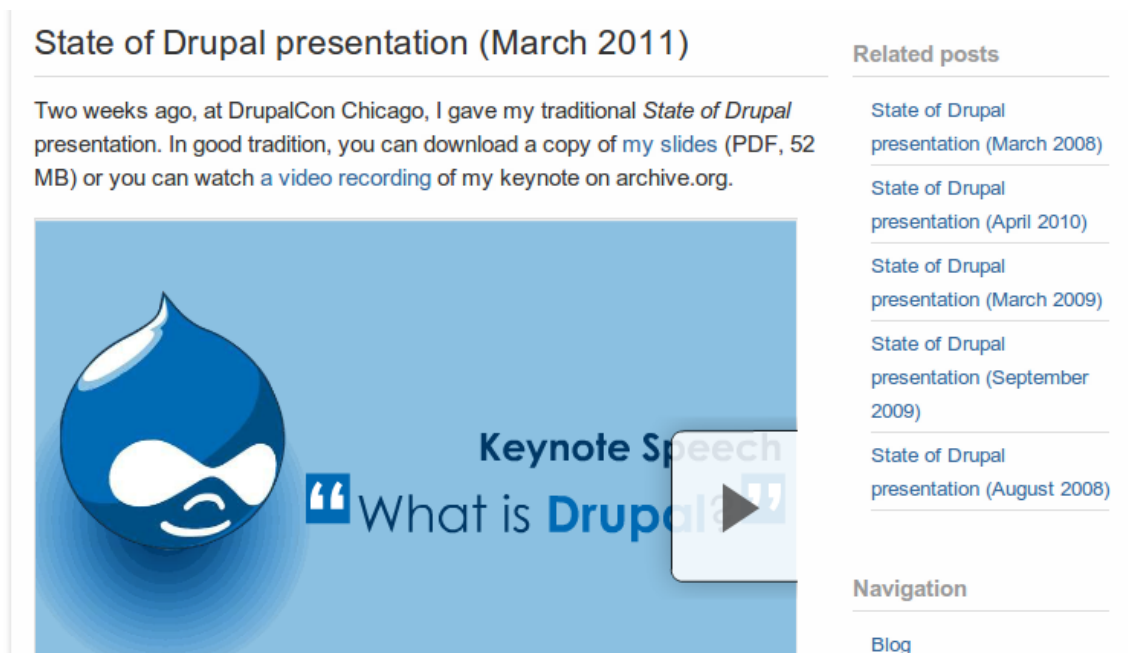 State of Drupal presentation (March 2011)
Two weeks ago, at DrupalCon Chicago, I gave my traditional State of Drupal
presentation. In good tradition, you can download a copy of my slides (PDF, 52
MB) or you can watch a video recording of my keynote on archive.org.
Keynote Speech
“What is Drupal?”
Related posts
State of Drupal
presentation (March 2008)
State of Drupal
presentation (April 2010)
State of Drupal
presentation (March 2009)
State of Drupal
presentation (September
2009)
State of Drupal
presentation (August 2008)
Navigation
Blog